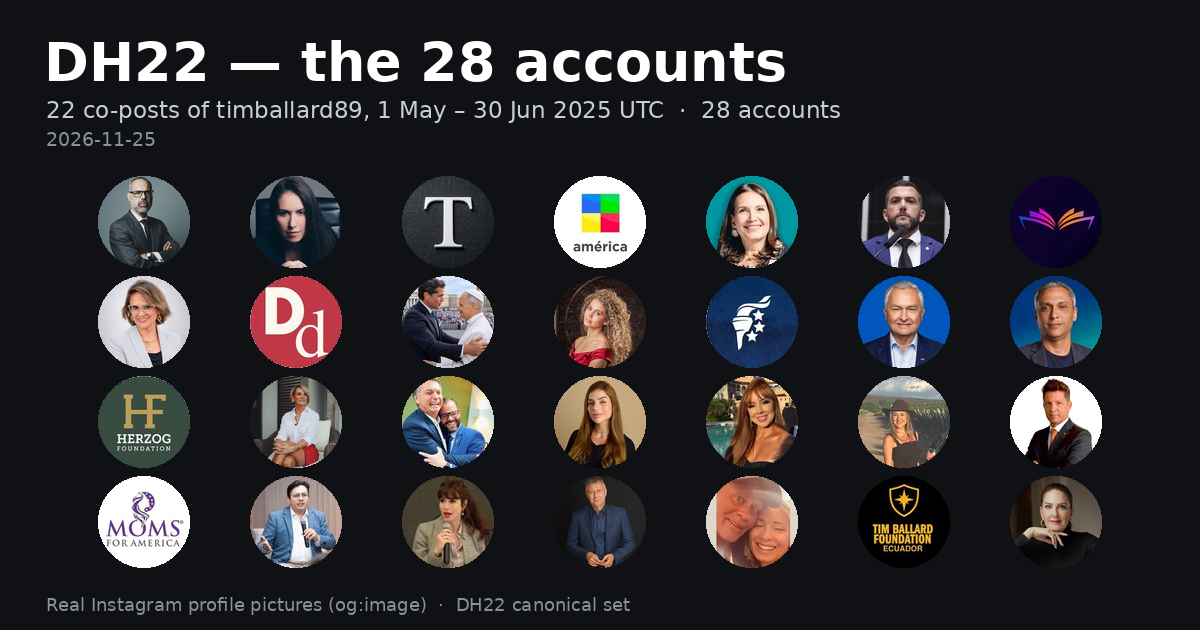 DH22 — the 28 accounts
22 co-posts of timballard89, 1 May – 30 Jun 2025 UTC · 28 accounts
2026-11-25
T
américa
Dd
HF
HERZOG
FOUNDATION
MOMS®
FOR AMERICA
TIM BALLARD
FOUNDATION
ECUADOR
Real Instagram profile pictures (og:image) · DH22 canonical set